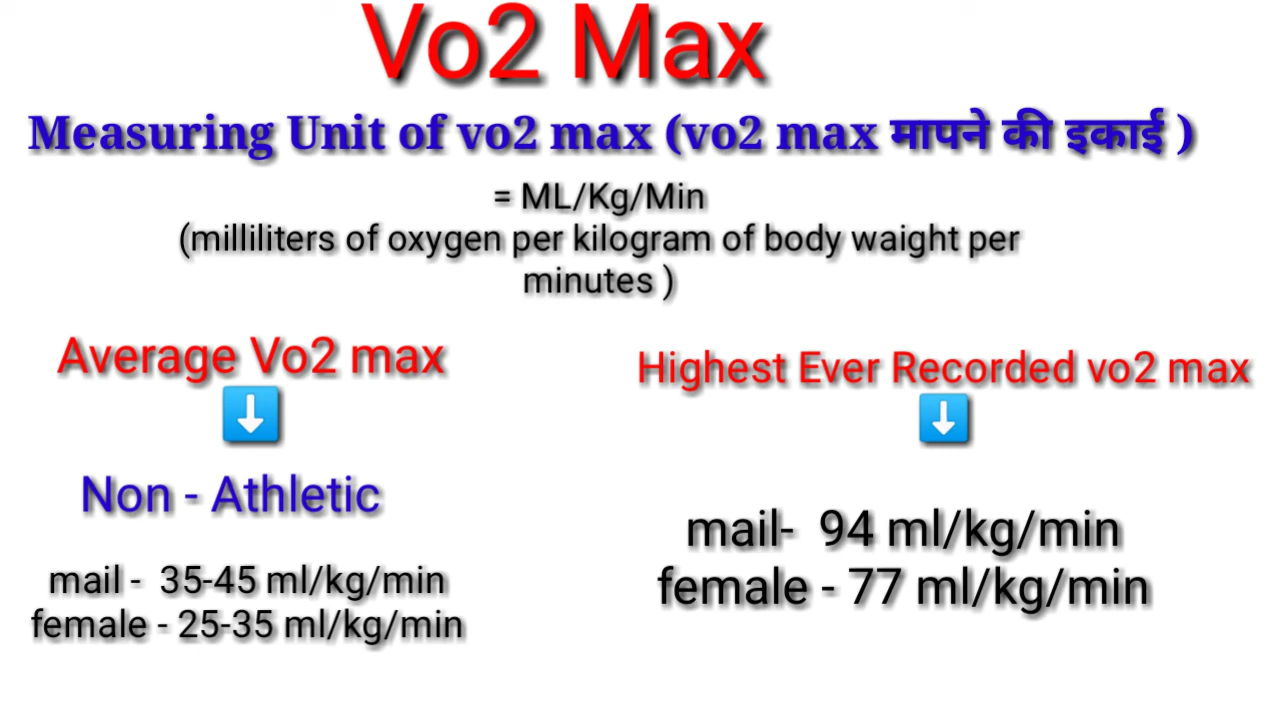 Vo2 Max
Measuring Unit of vo2 max (vo2 max मापने की इकाई )
= ML/Kg/Min
(milliliters of oxygen per kilogram of body waight per
minutes )
Average Vo2 max
Non - Athletic
mail - 35-45 ml/kg/min
female - 25-35 ml/kg/min
Highest Ever Recorded vo2 max
mail- 94 ml/kg/min
female - 77 ml/kg/min